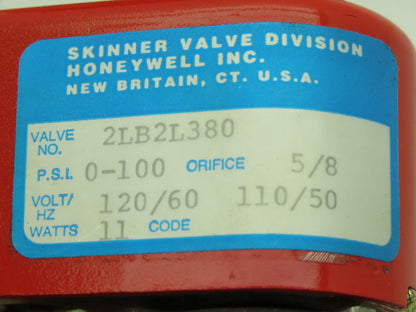 SKINNER VALVE DIVISION
HONEYWELL INC.
NEW BRITAIN, CT. U.S.A.
VALVE NO. 2LB2L380
P.S.I. 0-100 ORIFICE 5/8
VOLT/HZ 120/60 110/50
WATTS 11 CODE